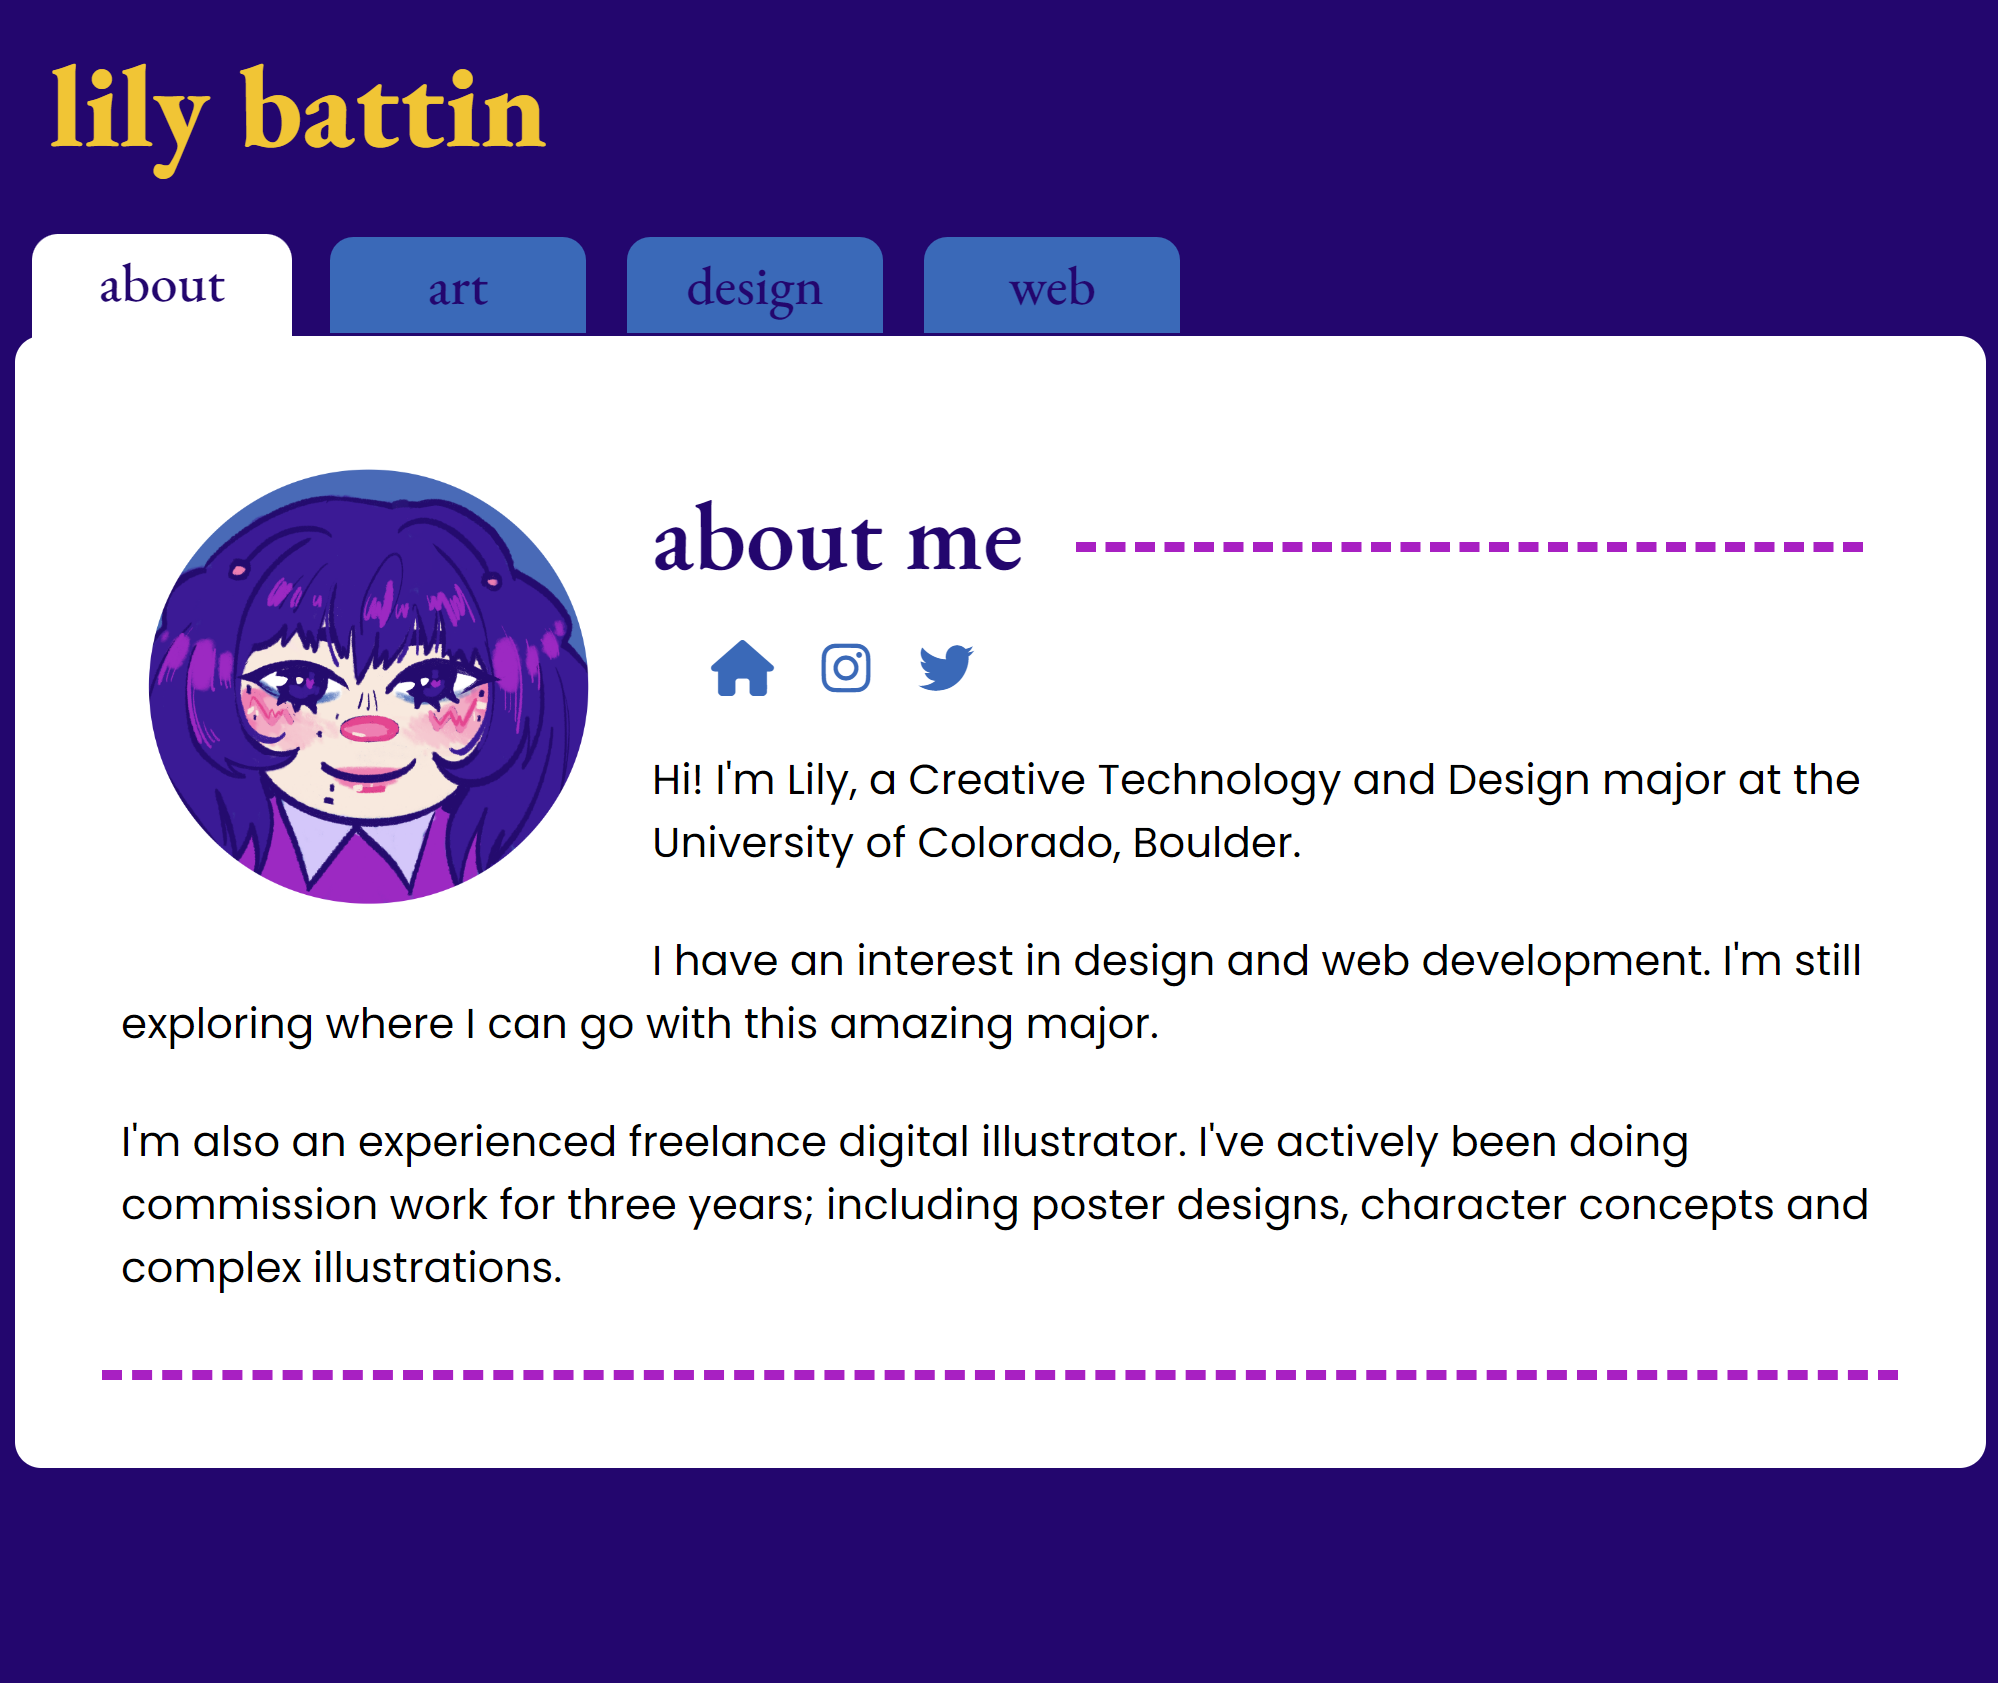 lily battin
about
art
design
web
about me
Hi! I'm Lily, a Creative Technology and Design major at the
University of Colorado, Boulder.
I have an interest in design and web development. I'm still
exploring where I can go with this amazing major.
I'm also an experienced freelance digital illustrator. I've actively been doing
commission work for three years; including poster designs, character concepts and
complex illustrations.